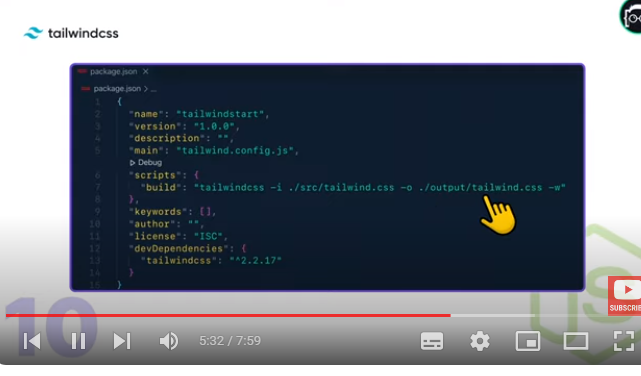 tailwindcss
package.json
package.json > ...
1 {
2 "name": "tailwindstart",
3 "version": "1.0.0",
4 "description": "",
5 "main": "tailwind.config.js",
Debug
6 "scripts": {
7 "build": "tailwindcss -i ./src/tailwind.css -o ./output/tailwind.css -w"
8 },
9 "keywords": [],
10 "author": "",
11 "license": "ISC",
12 "devDependencies": {
13 "tailwindcss": "^2.2.17"
14 }
15 }
SUBSCRIBE
10
5:32 / 7:59